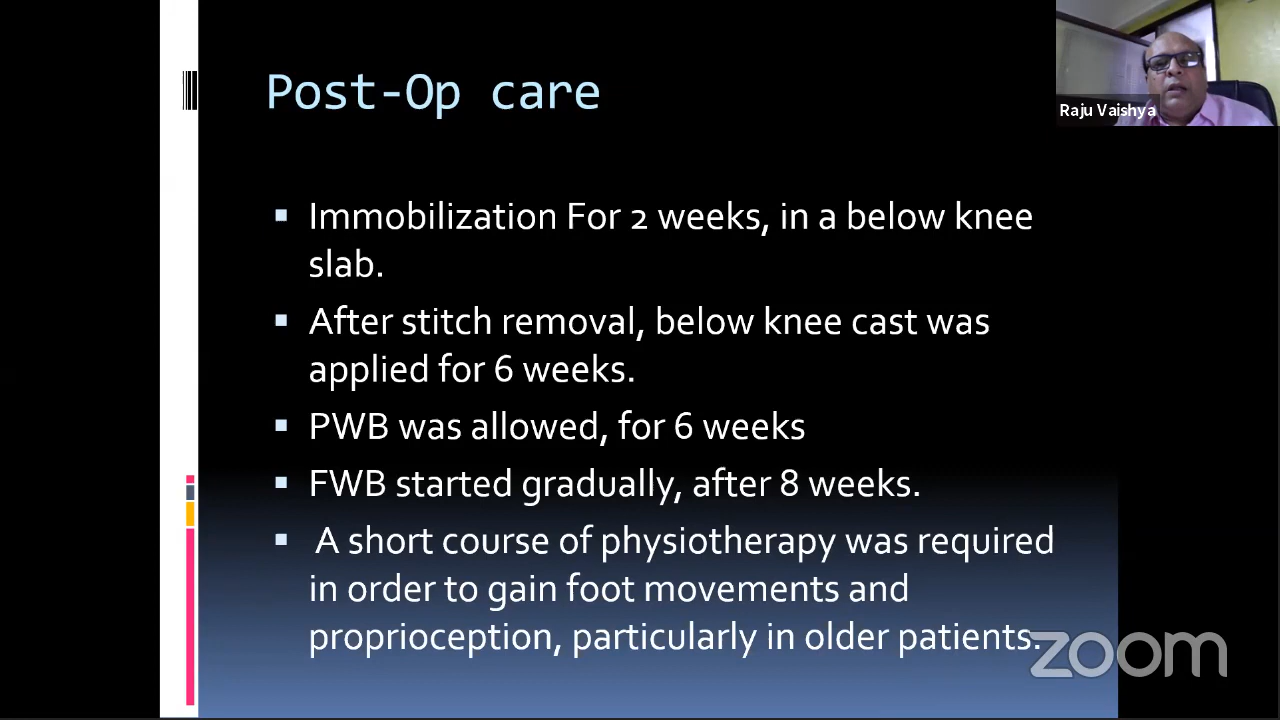 Post-Op care
Raju Vaishya
▪ Immobilization For 2 weeks, in a below knee
slab.
▪ After stitch removal, below knee cast was
applied for 6 weeks.
▪ PWB was allowed, for 6 weeks
▪ FWB started gradually, after 8 weeks.
▪ A short course of physiotherapy was required
in order to gain foot movements and
proprioception, particularly in older patients.
zoom